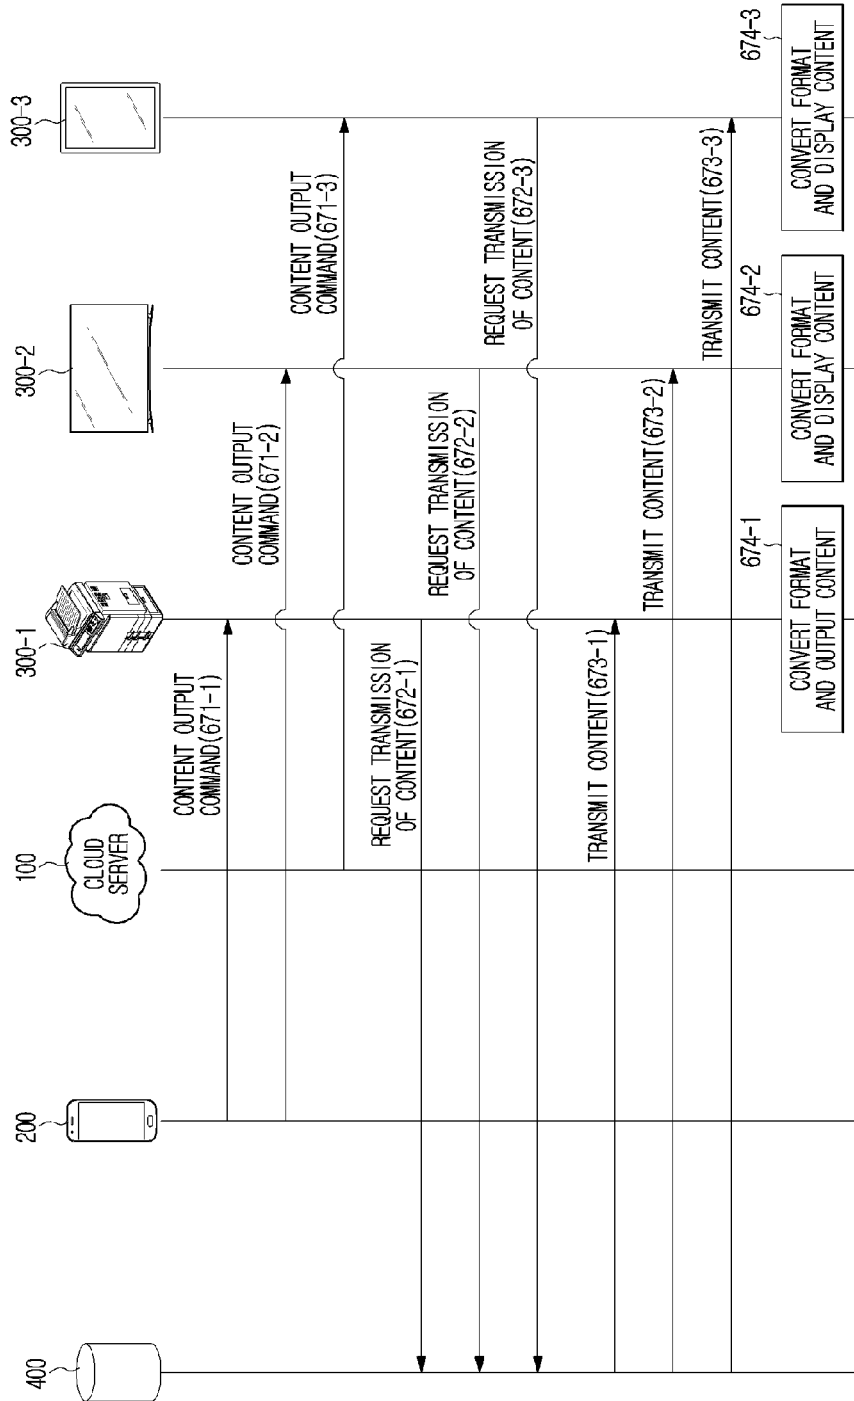 400
200
100
300-1
300-2
300-3
CLOUD
SERVER
CONTENT OUTPUT
COMMAND(671-1)
CONTENT OUTPUT
COMMAND(671-2)
CONTENT OUTPUT
COMMAND(671-3)
REQUEST TRANSMISSION
OF CONTENT(672-1)
REQUEST TRANSMISSION
OF CONTENT(672-2)
REQUEST TRANSMISSION
OF CONTENT(672-3)
TRANSMIT CONTENT(673-1)
TRANSMIT CONTENT(673-2)
TRANSMIT CONTENT(673-3)
674-1
CONVERT FORMAT
AND OUTPUT CONTENT
674-2
CONVERT FORMAT
AND DISPLAY CONTENT
674-3
CONVERT FORMAT
AND DISPLAY CONTENT